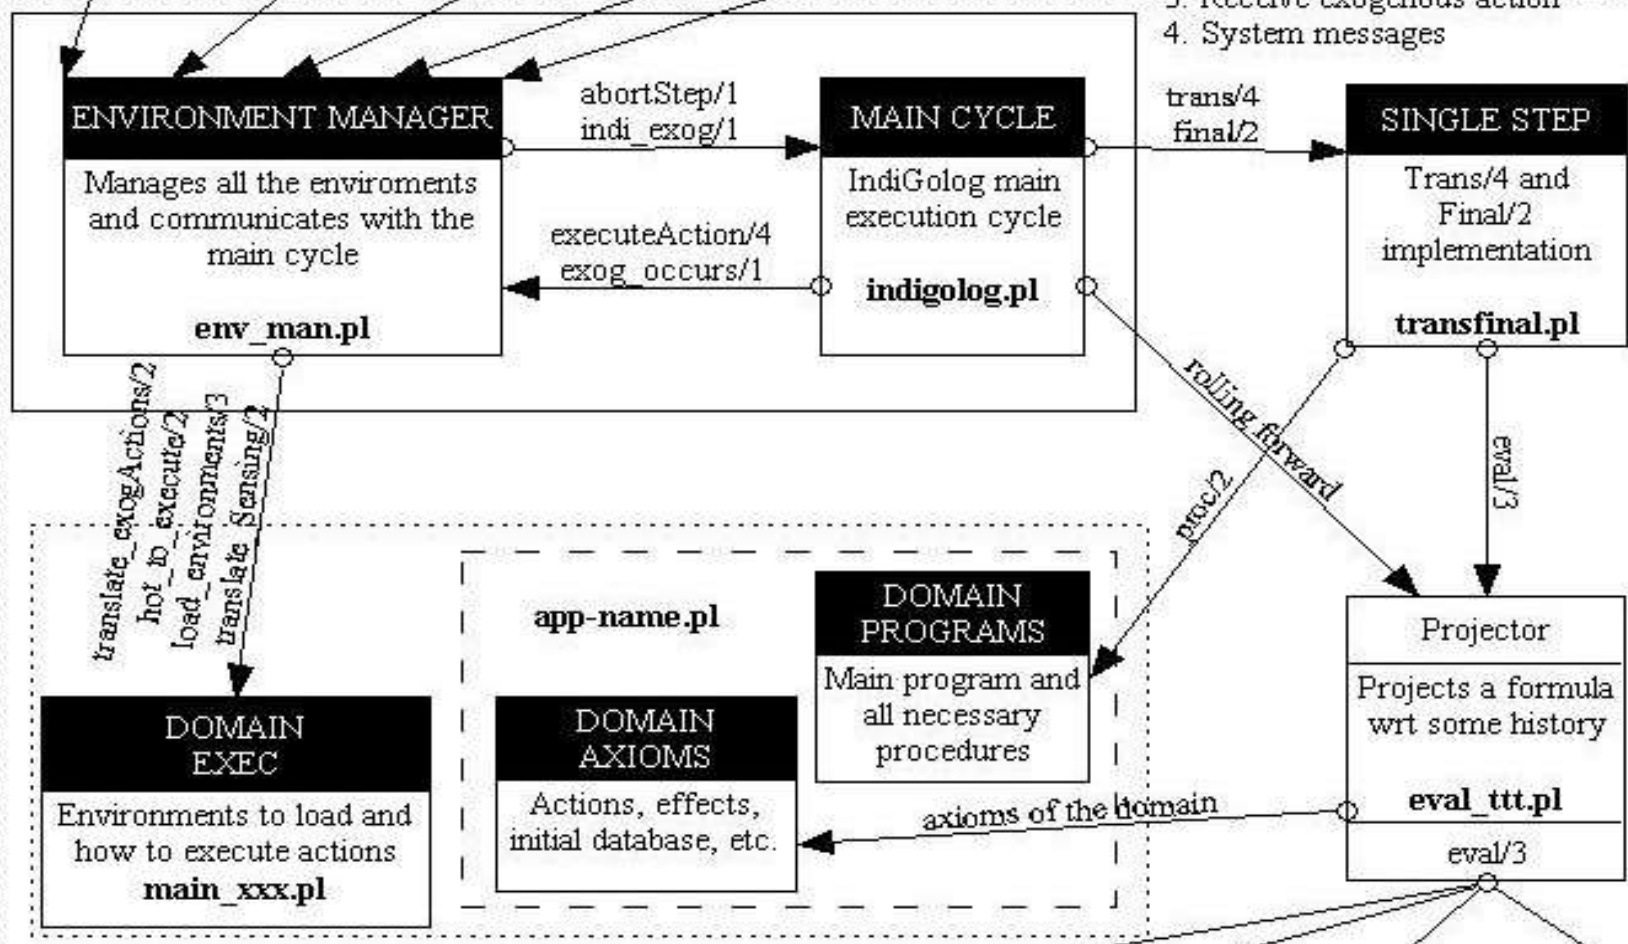 3. Receive exogenous action
4. System messages
ENVIRONMENT MANAGER
Manages all the enviroments
and communicates with the
main cycle
env_man.pl
abortStep/1
indi_exog/1
executeAction/4
exog_occurs/1
MAIN CYCLE
IndiGolog main
execution cycle
indigolog.pl
trans/4
final/2
SINGLE STEP
Trans/4 and
Final/2
implementation
transfinal.pl
translate_exogActions/2
hot_to_execute/2
load_environments/3
translate_Sensing/2
rolling forward
proc/2
eval/3
app-name.pl
DOMAIN
PROGRAMS
Main program and
all necessary
procedures
DOMAIN
AXIOMS
Actions, effects,
initial database, etc.
DOMAIN
EXEC
Environments to load and
how to execute actions
main_xxx.pl
axioms of the domain
Projector
Projects a formula
wrt some history
eval_ttt.pl
eval/3